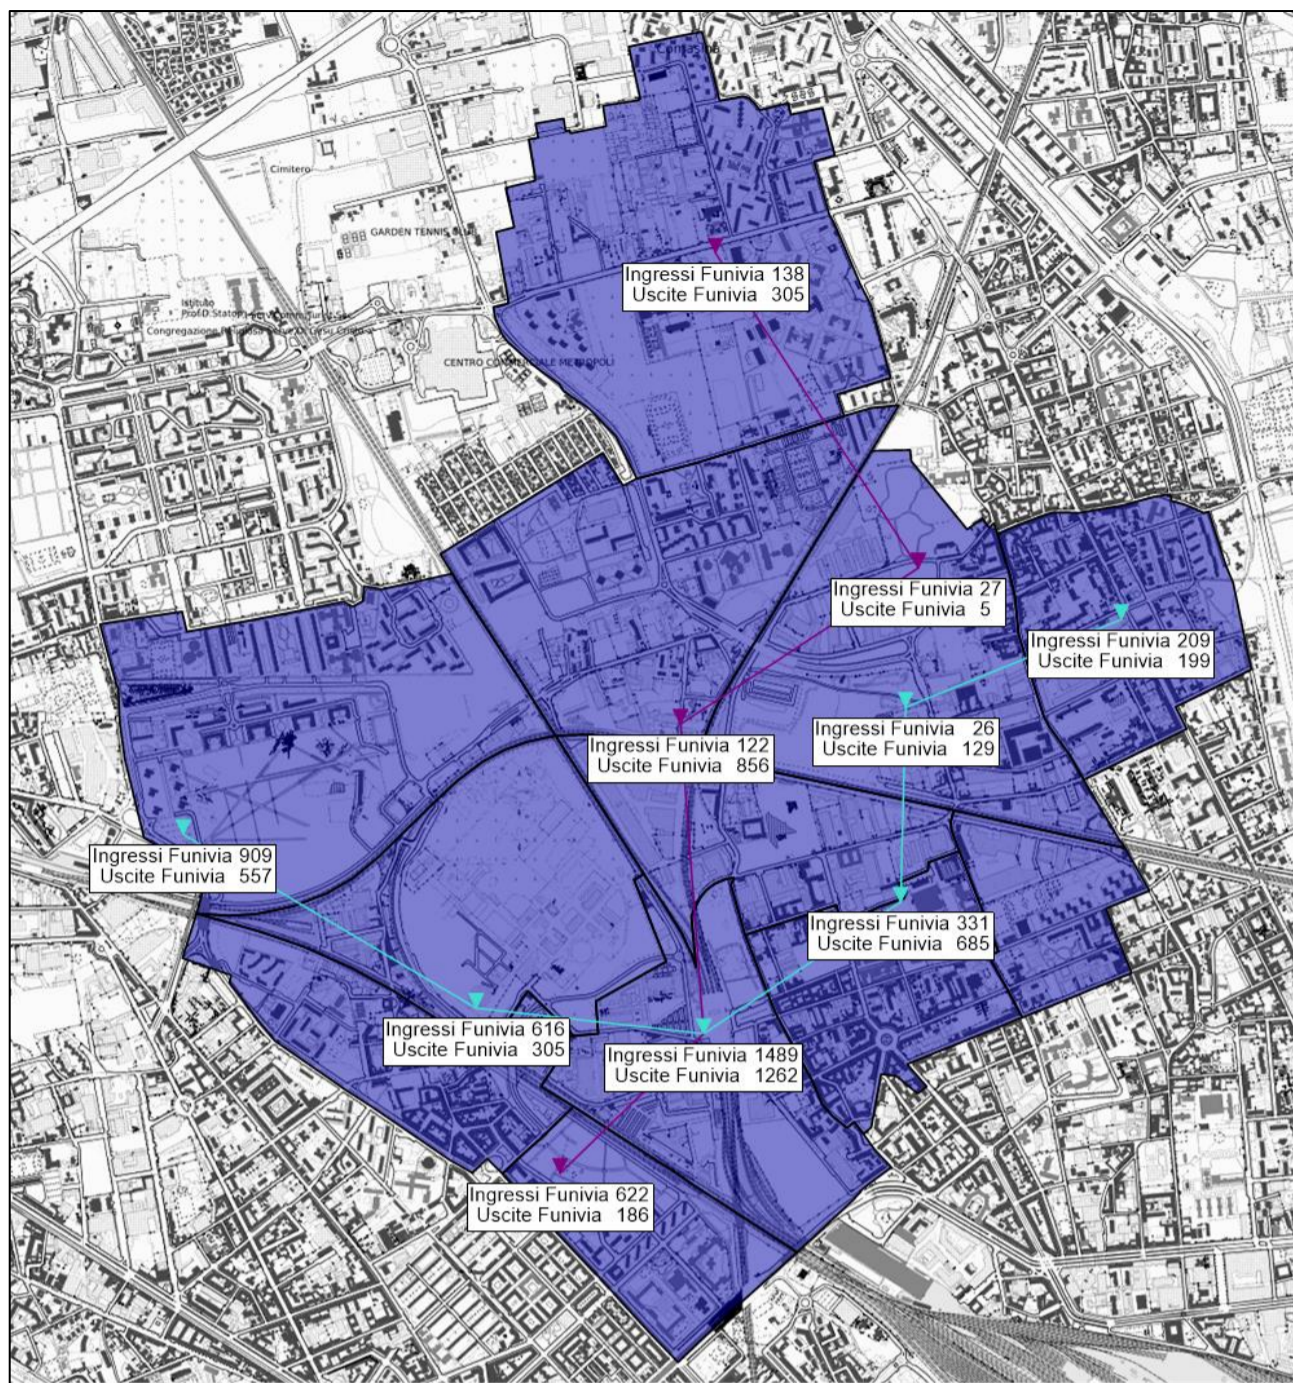 Comasina
Cimitero
GARDEN TENNIS CLUB
Ingressi Funivia 138
Uscite Funivia 305
Istituto
CENTRO COMMERCIALE METROPOLI
Ingressi Funivia 27
Uscite Funivia 5
Ingressi Funivia 209
Uscite Funivia 199
Ingressi Funivia 122
Uscite Funivia 856
Ingressi Funivia 26
Uscite Funivia 129
Ingressi Funivia 909
Uscite Funivia 557
Ingressi Funivia 331
Uscite Funivia 685
Ingressi Funivia 616
Uscite Funivia 305
Ingressi Funivia 1489
Uscite Funivia 1262
Ingressi Funivia 622
Uscite Funivia 186